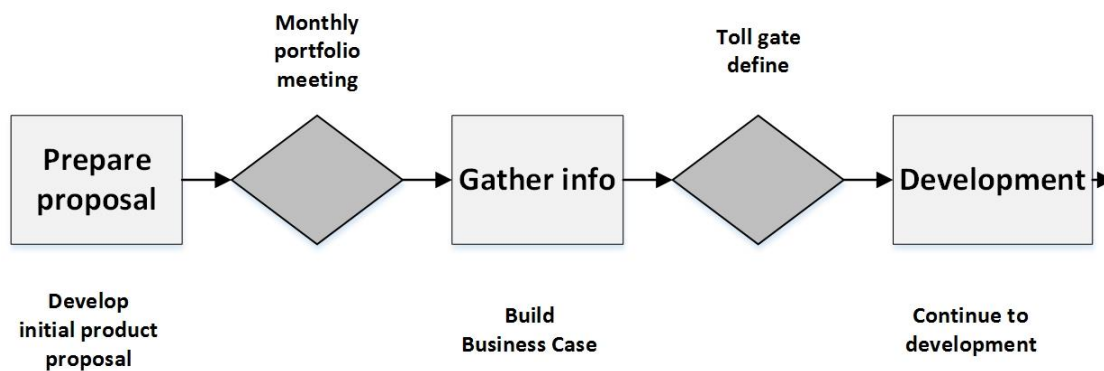 Monthly
portfolio
meeting
Toll gate
define
Prepare
proposal
Gather info
Development
Develop
initial product
proposal
Build
Business Case
Continue to
development